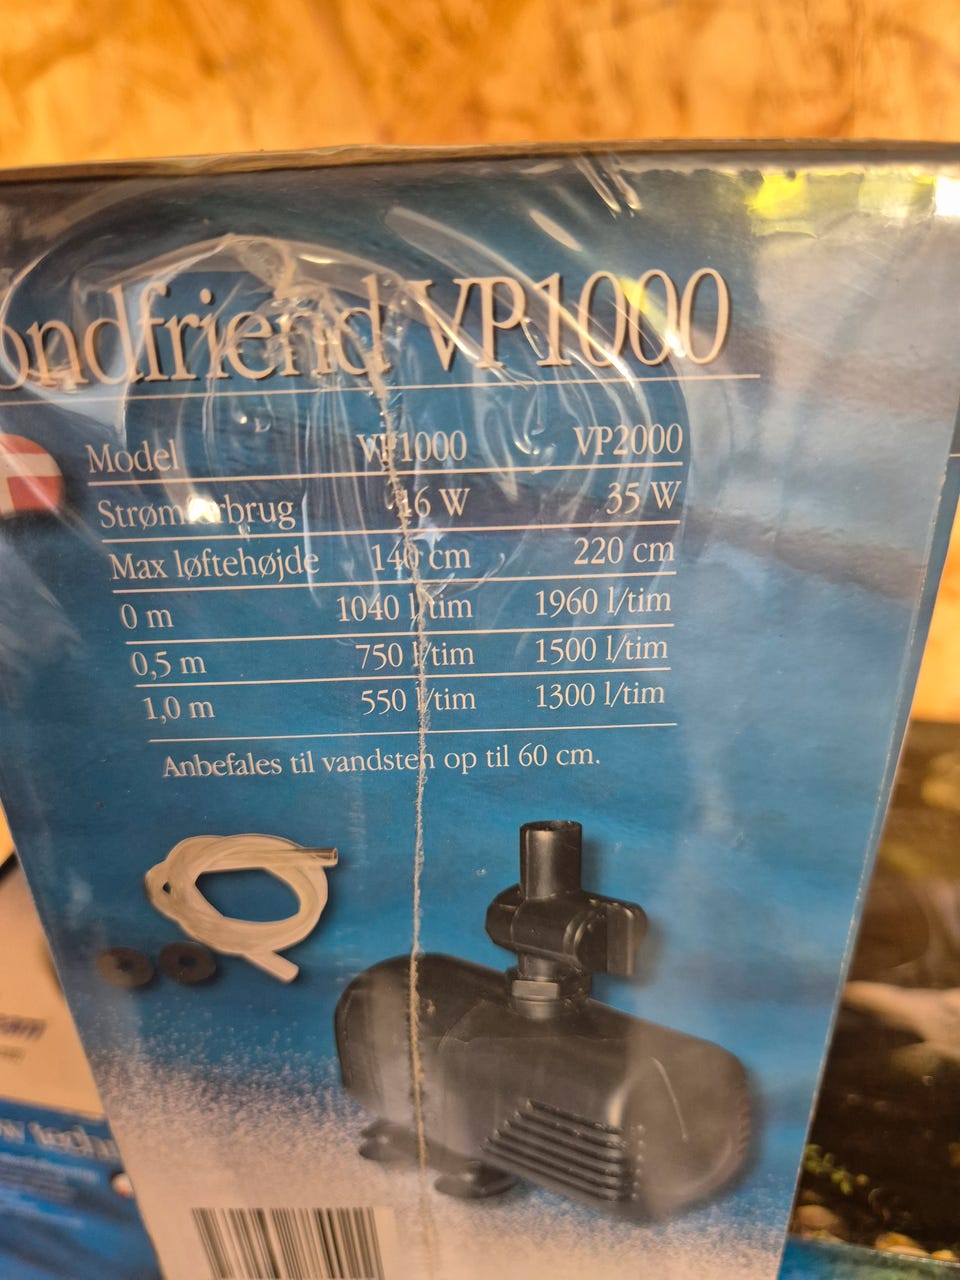 ondfriend VP1000
Model VP1000 VP2000
Strømforbrug 16 W 35 W
Max løftehøjde 140 cm 220 cm
0 m 1040 l/tim 1960 l/tim
0,5 m 750 l/tim 1500 l/tim
1,0 m 550 l/tim 1300 l/tim
Anbefales til vandsten op til 60 cm.